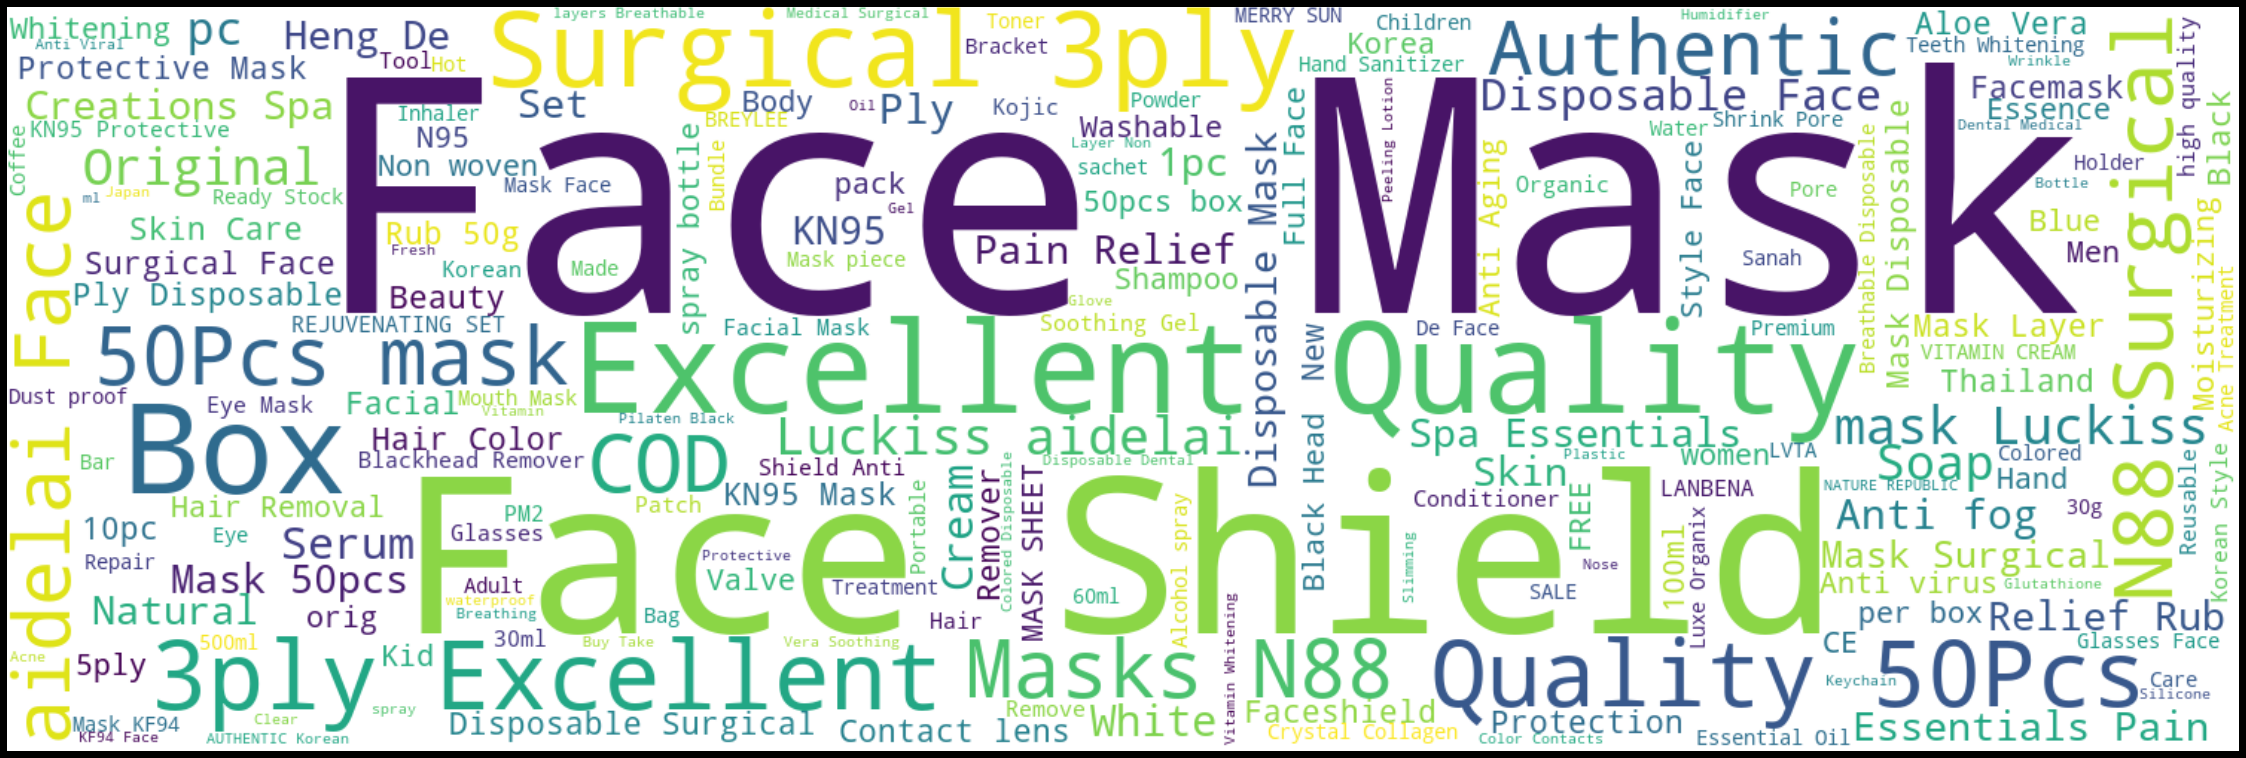 Whitening
pc
Heng De
layers Breathable
Surgical 3ply
Medical Surgical
Toner
MERRY SUN
Children
Humidifier
Aloe Vera
Anti Viral
Tool
Hot
Bracket
Korea
Authentic
Teeth Whitening
Wrinkle
Protective Mask
Hand Sanitizer
Creations Spa
Inhaler
Set
Body
Oil
Ply
Kojic
Powder
Disposable Face
Facemask
Essence
high quality
KN95 Protective
N95
BREYLEE
Washable
Water
Shrink Pore
Dental Medical
Coffee
Original
Face Mask
Non woven
Layer Non
sachet
1pc
Holder
Black
ml
Japan
Ready Stock
Mask Face
Bundle
pack
50pcs box
Full Face
Peeling Lotion
Anti Aging
Organic
Pore
Bottle
Skin Care
Rub 50g
Gel
KN95
Disposable Mask
Style Face
Breathable Disposable
Mask Disposable
Blue
Surgical Face
Fresh
Korean
Made
Mask piece
Pain Relief
Sanah
Men
Ply Disposable
Beauty
spray bottle
Shampoo
Glove
Moisturizing
Acne Treatment
aidelai Face
REJUVENATING SET
Facial Mask
Soothing Gel
De Face
Premium
Mask Layer
N88 Surgical
50Pcs mask
Excellent Quality
VITAMIN CREAM
Thailand
Dust proof
Eye Mask
Facial
Mouth Mask
Vitamin
Pilaten Black
Black Head New
Box
Hair Color
COD
Luckiss aidelai
Spa Essentials
mask Luckiss
Bar
Blackhead Remover
Shield Anti
Disposable Dental
Plastic
women
LVTA
Colored
Skin
Soap
Hand
Hair Removal
Patch
KN95 Mask
Portable
Cream
Remover
MASK SHEET
Colored Disposable
Conditioner
LANBENA
NATURE REPUBLIC
Reusable
Korean Style
10pc
Eye
Serum
Glasses
PM2
Face Shield
Alcohol spray
FREE
100ml
Luxe Organix
Anti fog
30g
Repair
Protective
Slimming
Nose
Mask Surgical
Mask 50pcs
Adult
Valve
Treatment
60ml
SALE
Anti virus
Glutathione
Natural
orig
waterproof
Breathing
Bag
Hair
Vitamin Whitening
per box
Relief Rub
500ml
30ml
Buy Take
Vera Soothing
CE
Glasses Face
Acne
5ply
3ply
Kid
Excellent
Masks N88
Quality 50Pcs
Keychain
Care
Silicone
Mask KF94
Clear
spray
Disposable Surgical
Contact lens
Remove
White
Faceshield
Protection
Essentials Pain
KF94 Face
AUTHENTIC Korean
Crystal Collagen
Color Contacts
Essential Oil